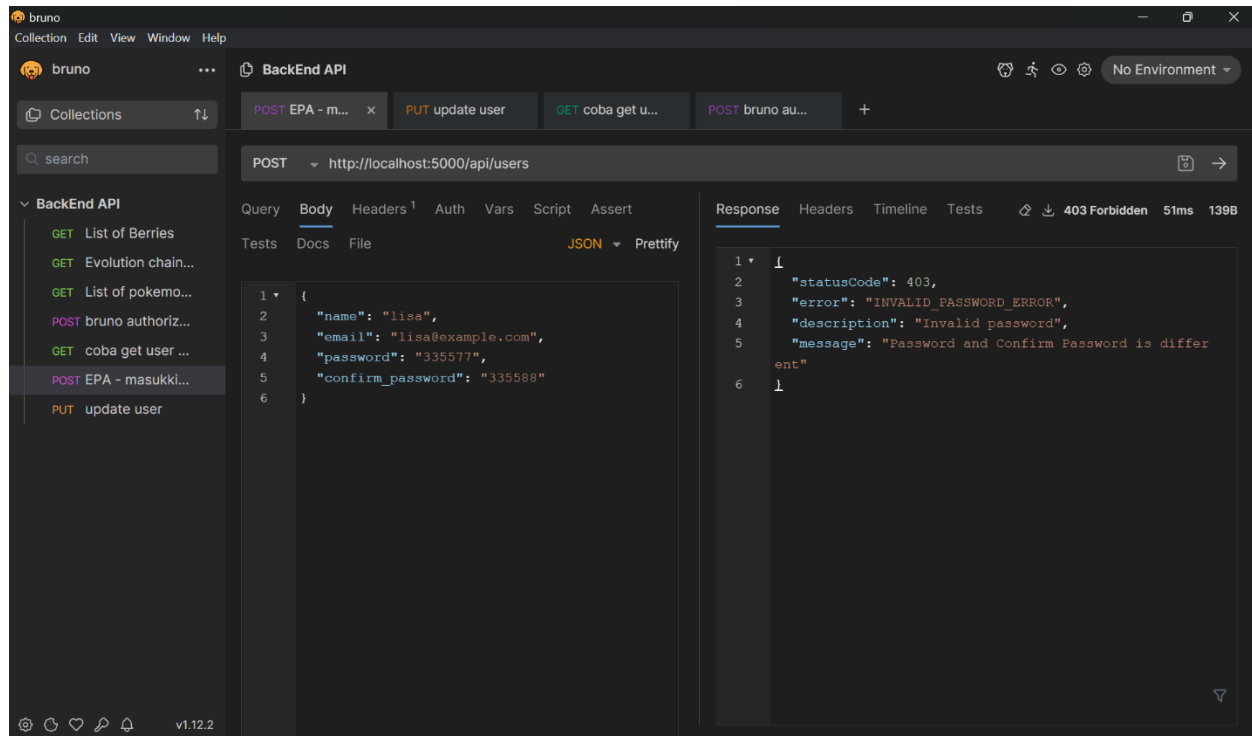 bruno
Collection Edit View Window Help
bruno
BackEnd API
No Environment
Collections
POST EPA - m...
PUT update user
GET coba get u...
POST bruno au...
search
POST http://localhost:5000/api/users
BackEnd API
GET List of Berries
GET Evolution chain...
GET List of pokemo...
POST bruno authoriz...
GET coba get user ...
POST EPA - masukki...
PUT update user
Query Body Headers 1 Auth Vars Script Assert
Tests Docs File JSON Prettify
1 {
2 "name": "lisa",
3 "email": "lisa@example.com",
4 "password": "335577",
5 "confirm_password": "335588"
6 }
Response Headers Timeline Tests 403 Forbidden 51ms 139B
1 {
2 "statusCode": 403,
3 "error": "INVALID_PASSWORD_ERROR",
4 "description": "Invalid password",
5 "message": "Password and Confirm Password is differ
ent"
6 }
v1.12.2